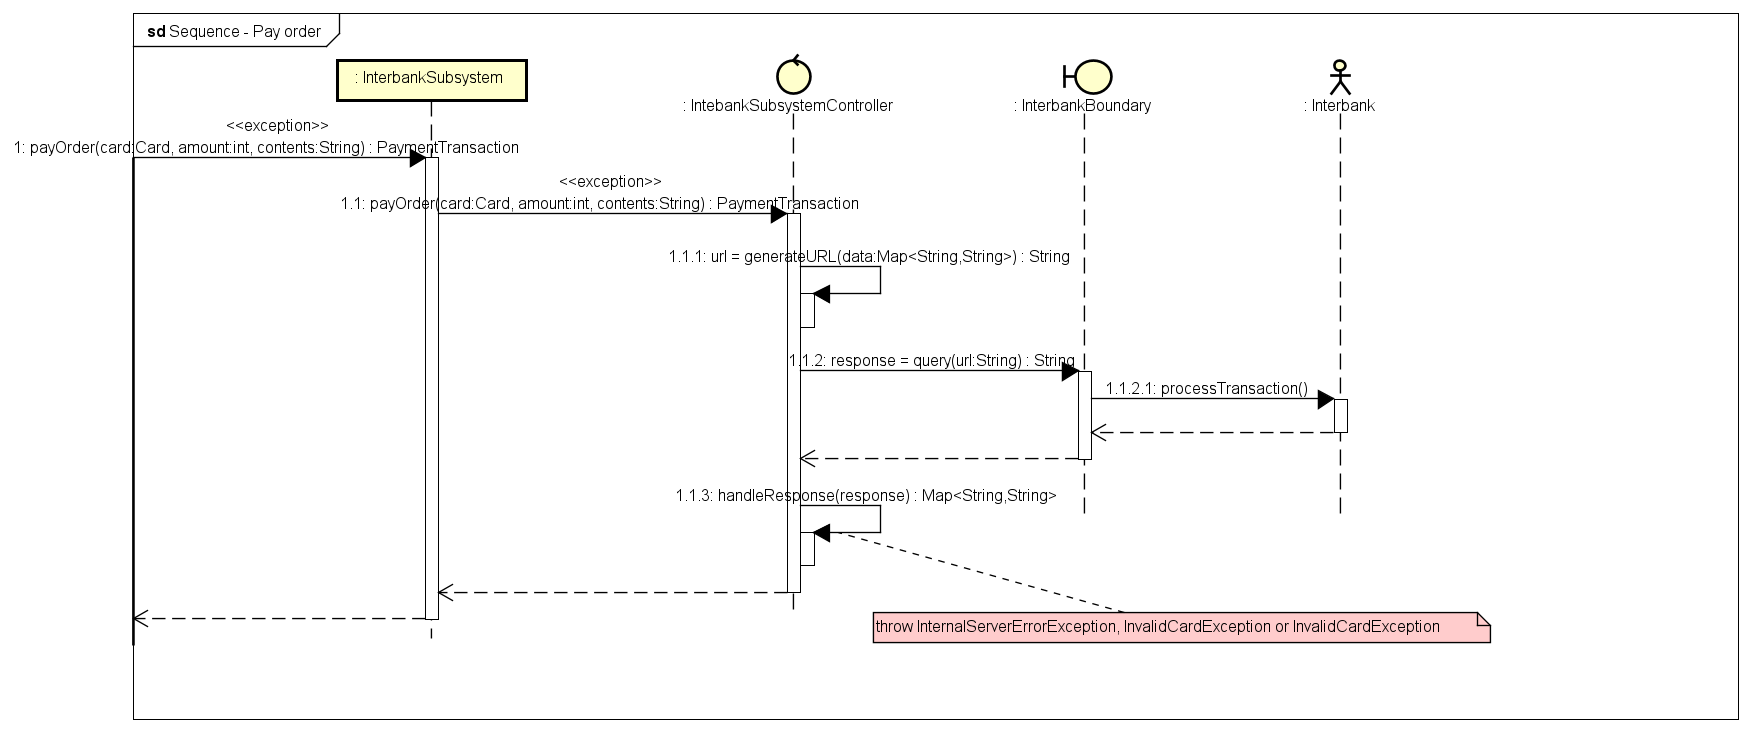 sd Sequence - Pay order
: InterbankSubsystem
: IntebankSubsystemController
: InterbankBoundary
: Interbank
<<exception>>
1: payOrder(card:Card, amount:int, contents:String) : PaymentTransaction
<<exception>>
1.1: payOrder(card:Card, amount:int, contents:String) : PaymentTransaction
1.1.1: url = generateURL(data:Map<String,String>) : String
1.1.2: response = query(url:String) : String
1.1.2.1: processTransaction()
1.1.3: handleResponse(response) : Map<String,String>
throw InternalServerErrorException, InvalidCardException or InvalidCardException